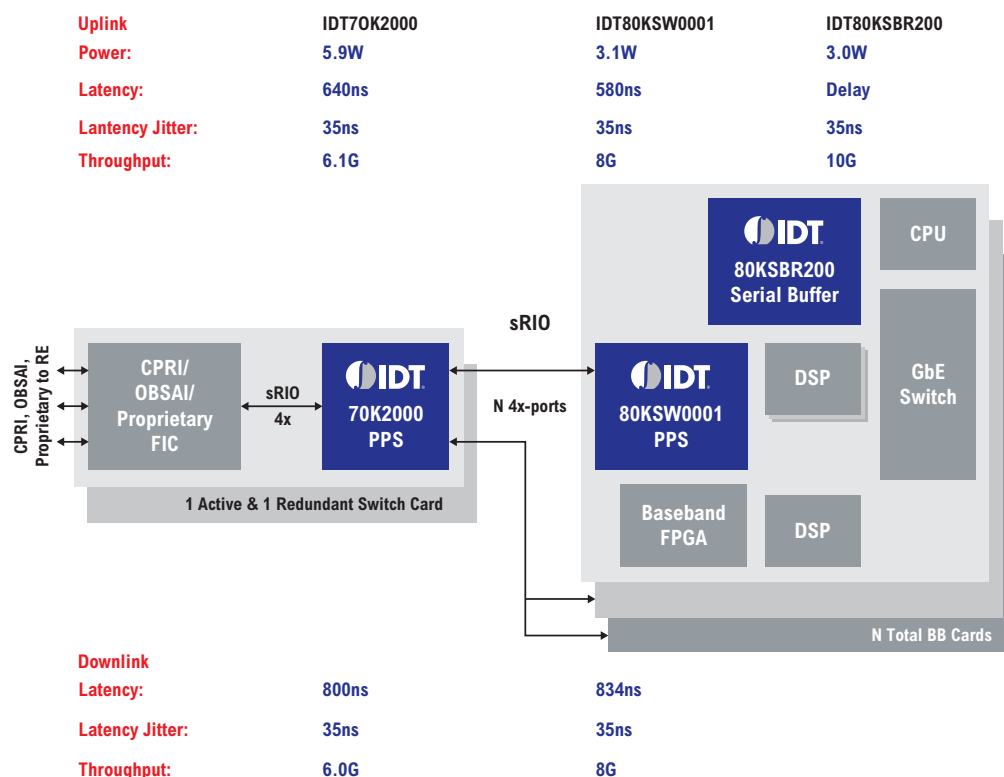 Uplink IDT70K2000 IDT80KSW0001 IDT80KSBR200
Power: 5.9W 3.1W 3.0W
Latency: 640ns 580ns Delay
Lantency Jitter: 35ns 35ns 35ns
Throughput: 6.1G 8G 10G
IDT
80KSBR200
Serial Buffer
CPU
sRIO
N 4x-ports
CPRI, OBSAI,
Proprietary to RE
CPRI/
OBSAI/
Proprietary
FIC
sRIO
4x
IDT
70K2000
PPS
IDT
80KSW0001
PPS
DSP
GbE
Switch
1 Active & 1 Redundant Switch Card
Baseband
FPGA
DSP
N Total BB Cards
Downlink
Latency: 800ns 834ns
Latency Jitter: 35ns 35ns
Throughput: 6.0G 8G